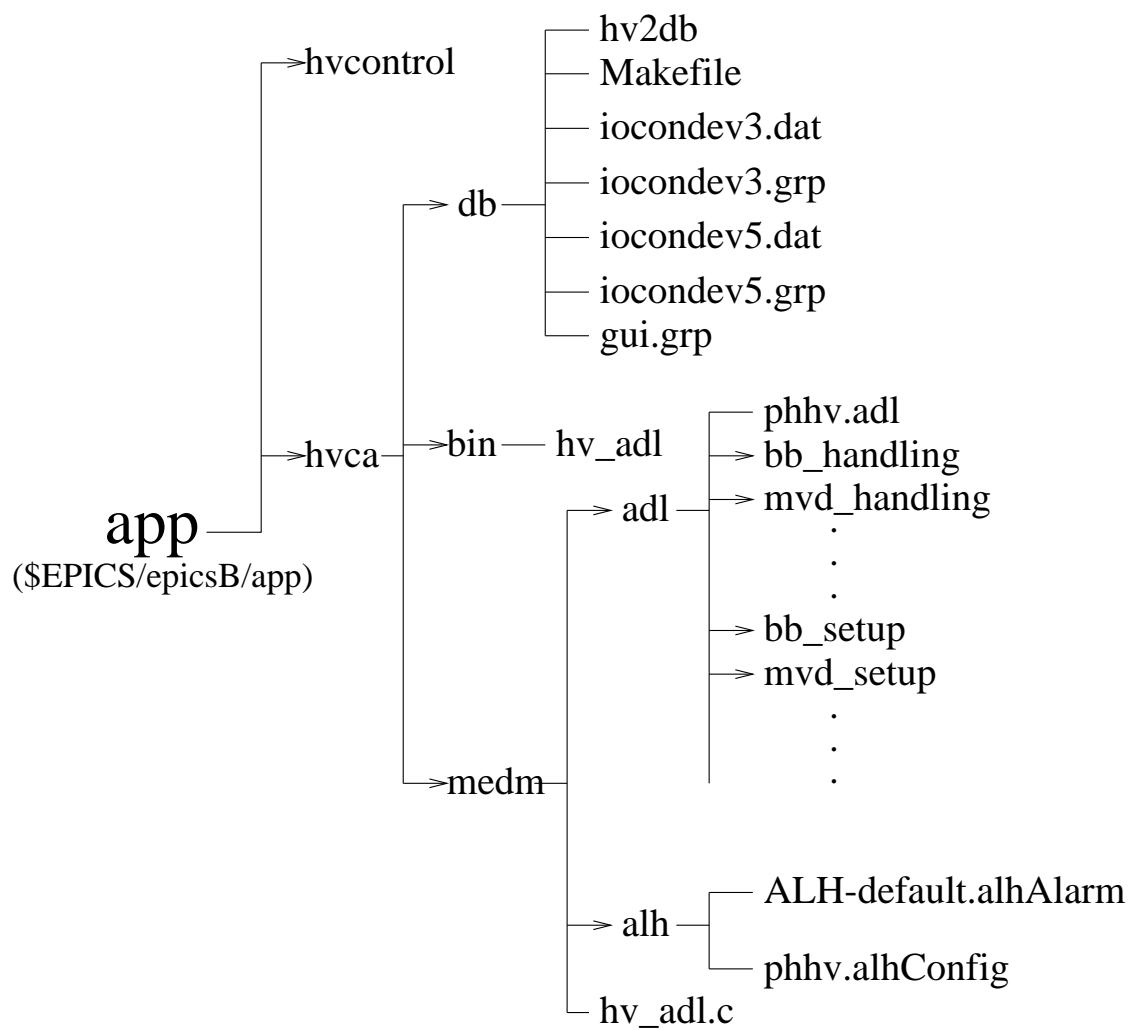 hv2db
hvcontrol
Makefile
iocondev3.dat
iocondev3.grp
db
iocondev5.dat
iocondev5.grp
gui.grp
phhv.adl
hvca
bin
hv_adl
bb_handling
mvd_handling
adl
app
($EPICS/epicsB/app)
.
.
.
bb_setup
mvd_setup
.
.
.
medm
ALH-default.alhAlarm
alh
phhv.alhConfig
hv_adl.c